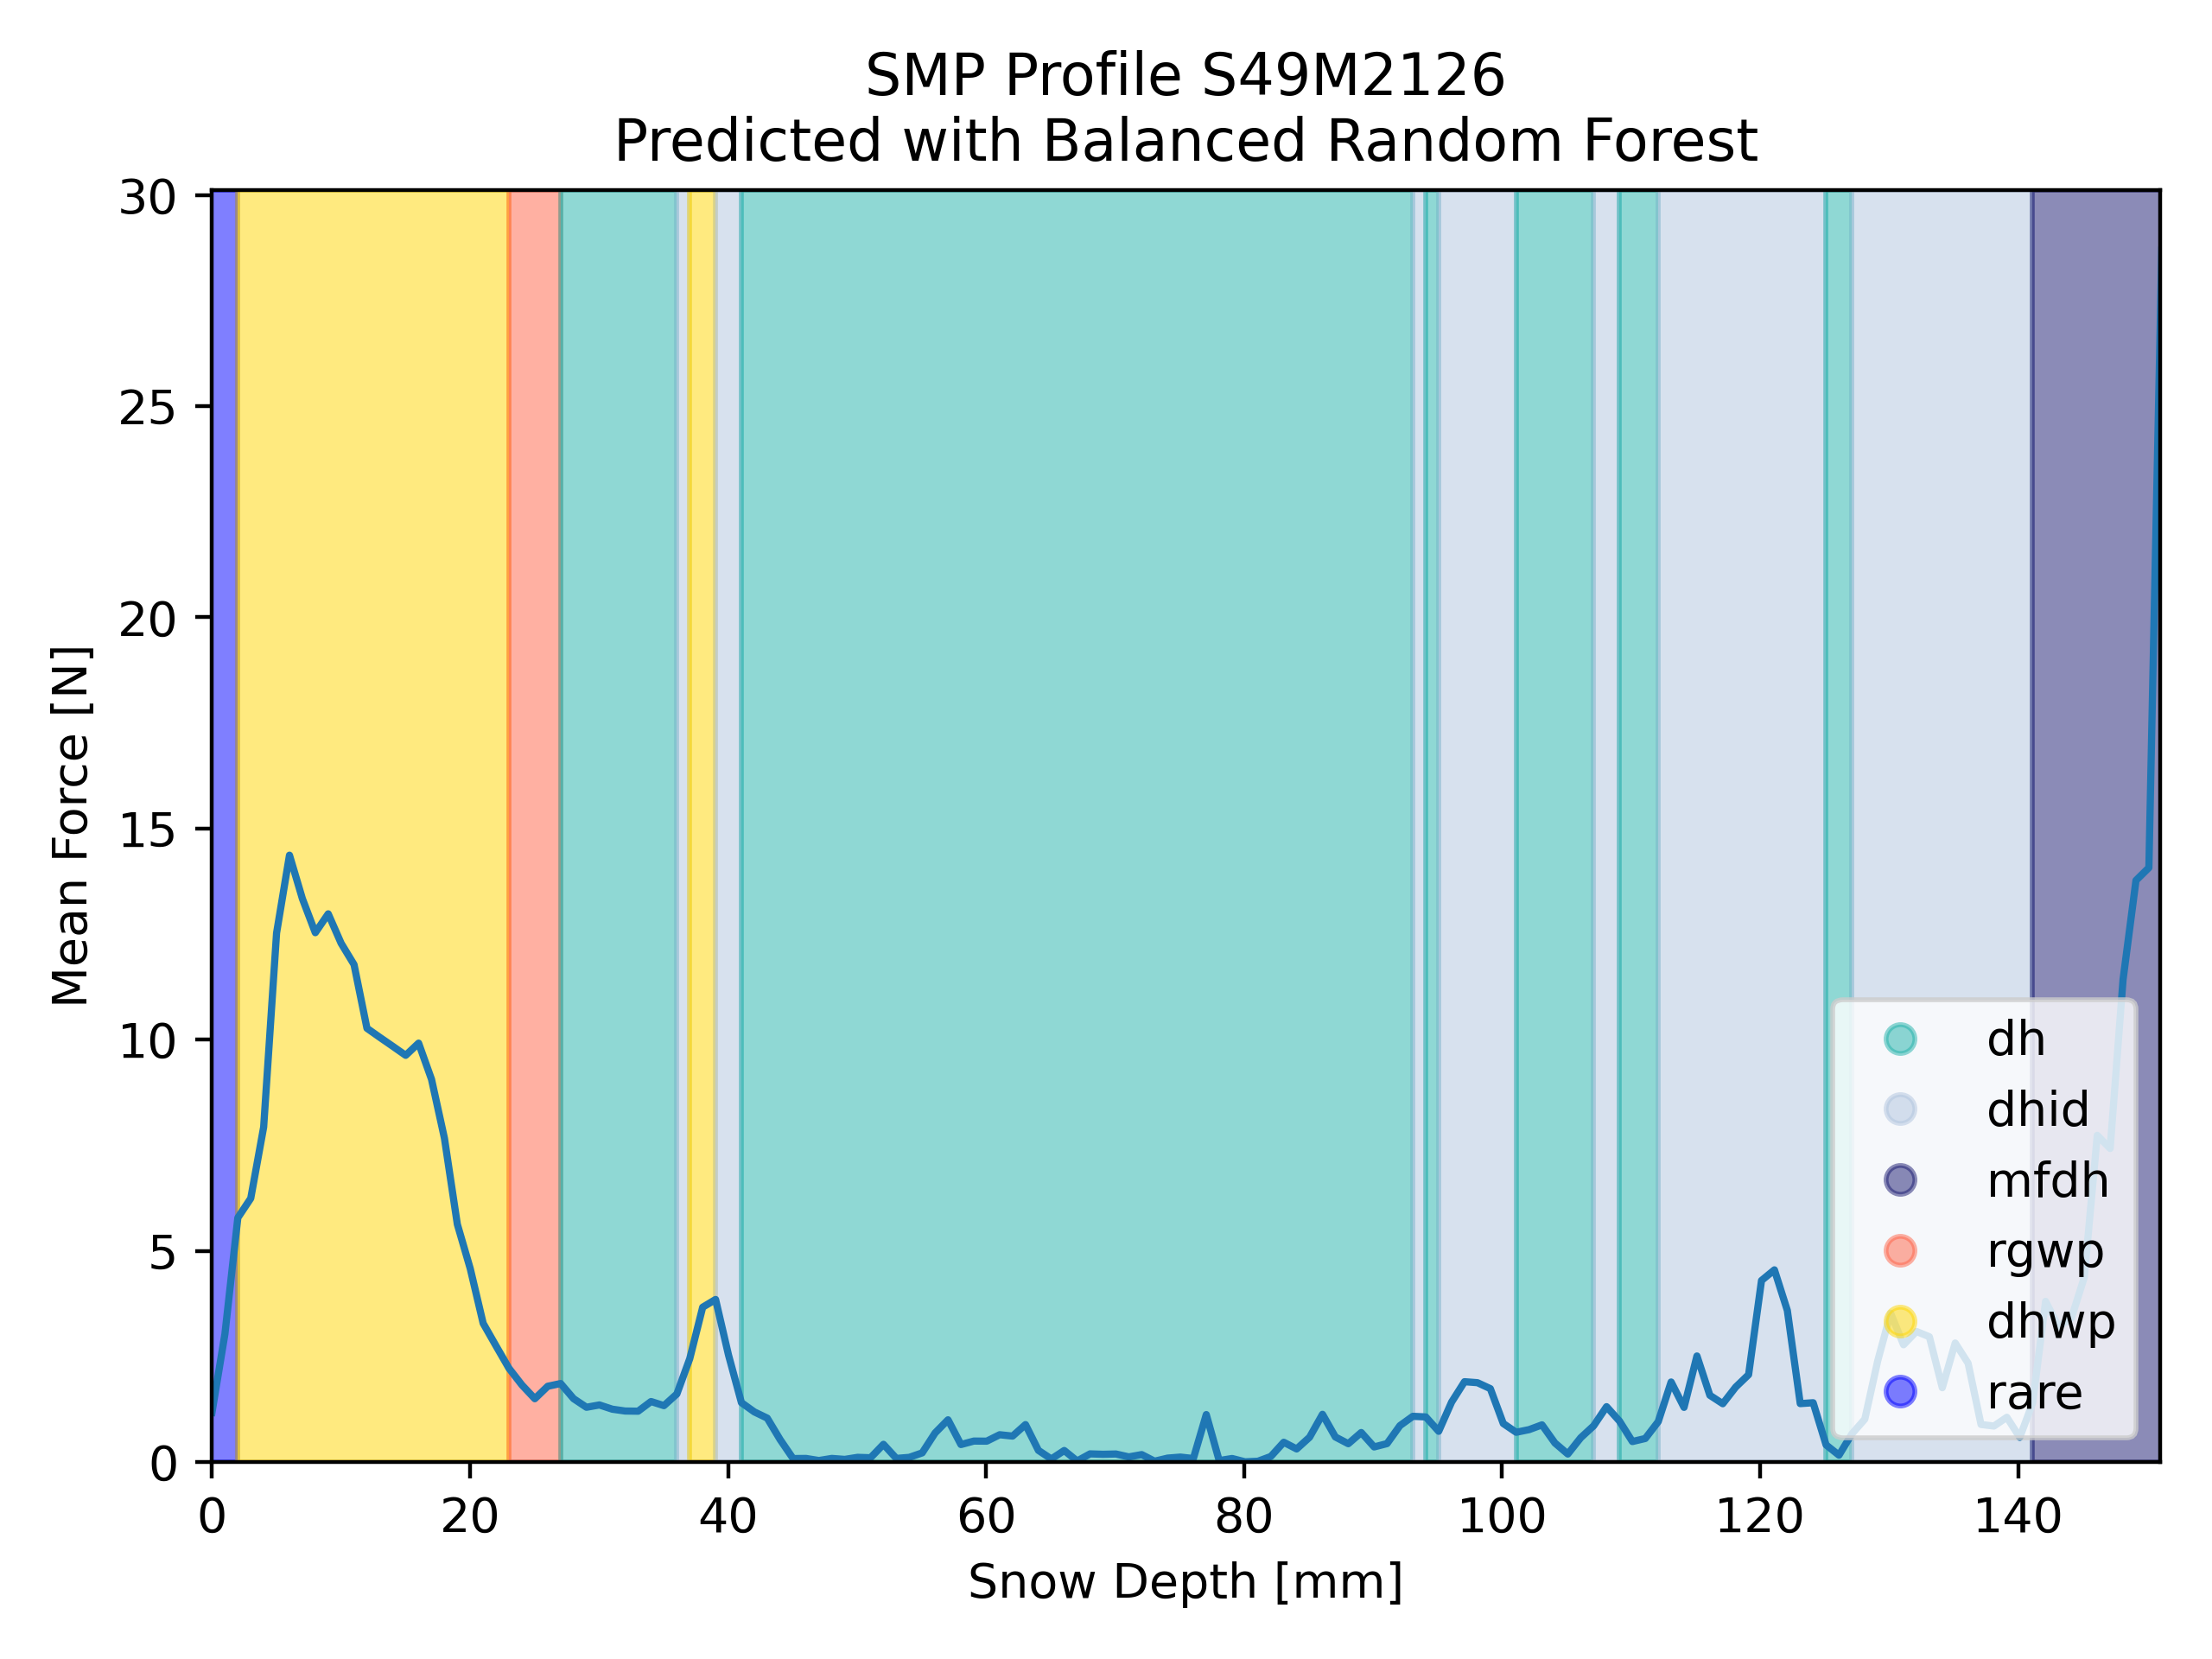 SMP Profile S49M2126
Predicted with Balanced Random Forest
30
25
20
15
10
5
0
Mean Force [N]
0 20 40 60 80 100 120 140
Snow Depth [mm]
dh
dhid
mfdh
rgwp
dhwp
rare